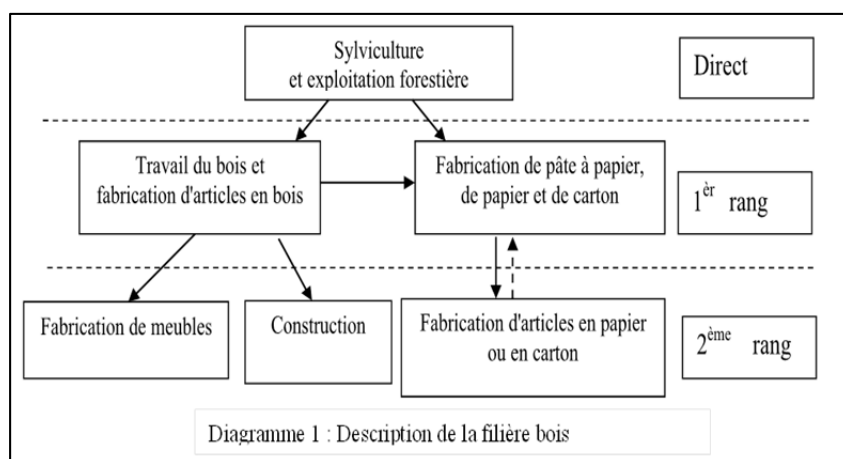 Sylviculture
et exploitation forestière
Direct
Travail du bois et
fabrication d'articles en bois
Fabrication de pâte à papier,
de papier et de carton
1èr rang
Fabrication de meubles
Construction
Fabrication d'articles en papier
ou en carton
2ème rang
Diagramme 1 : Description de la filière bois